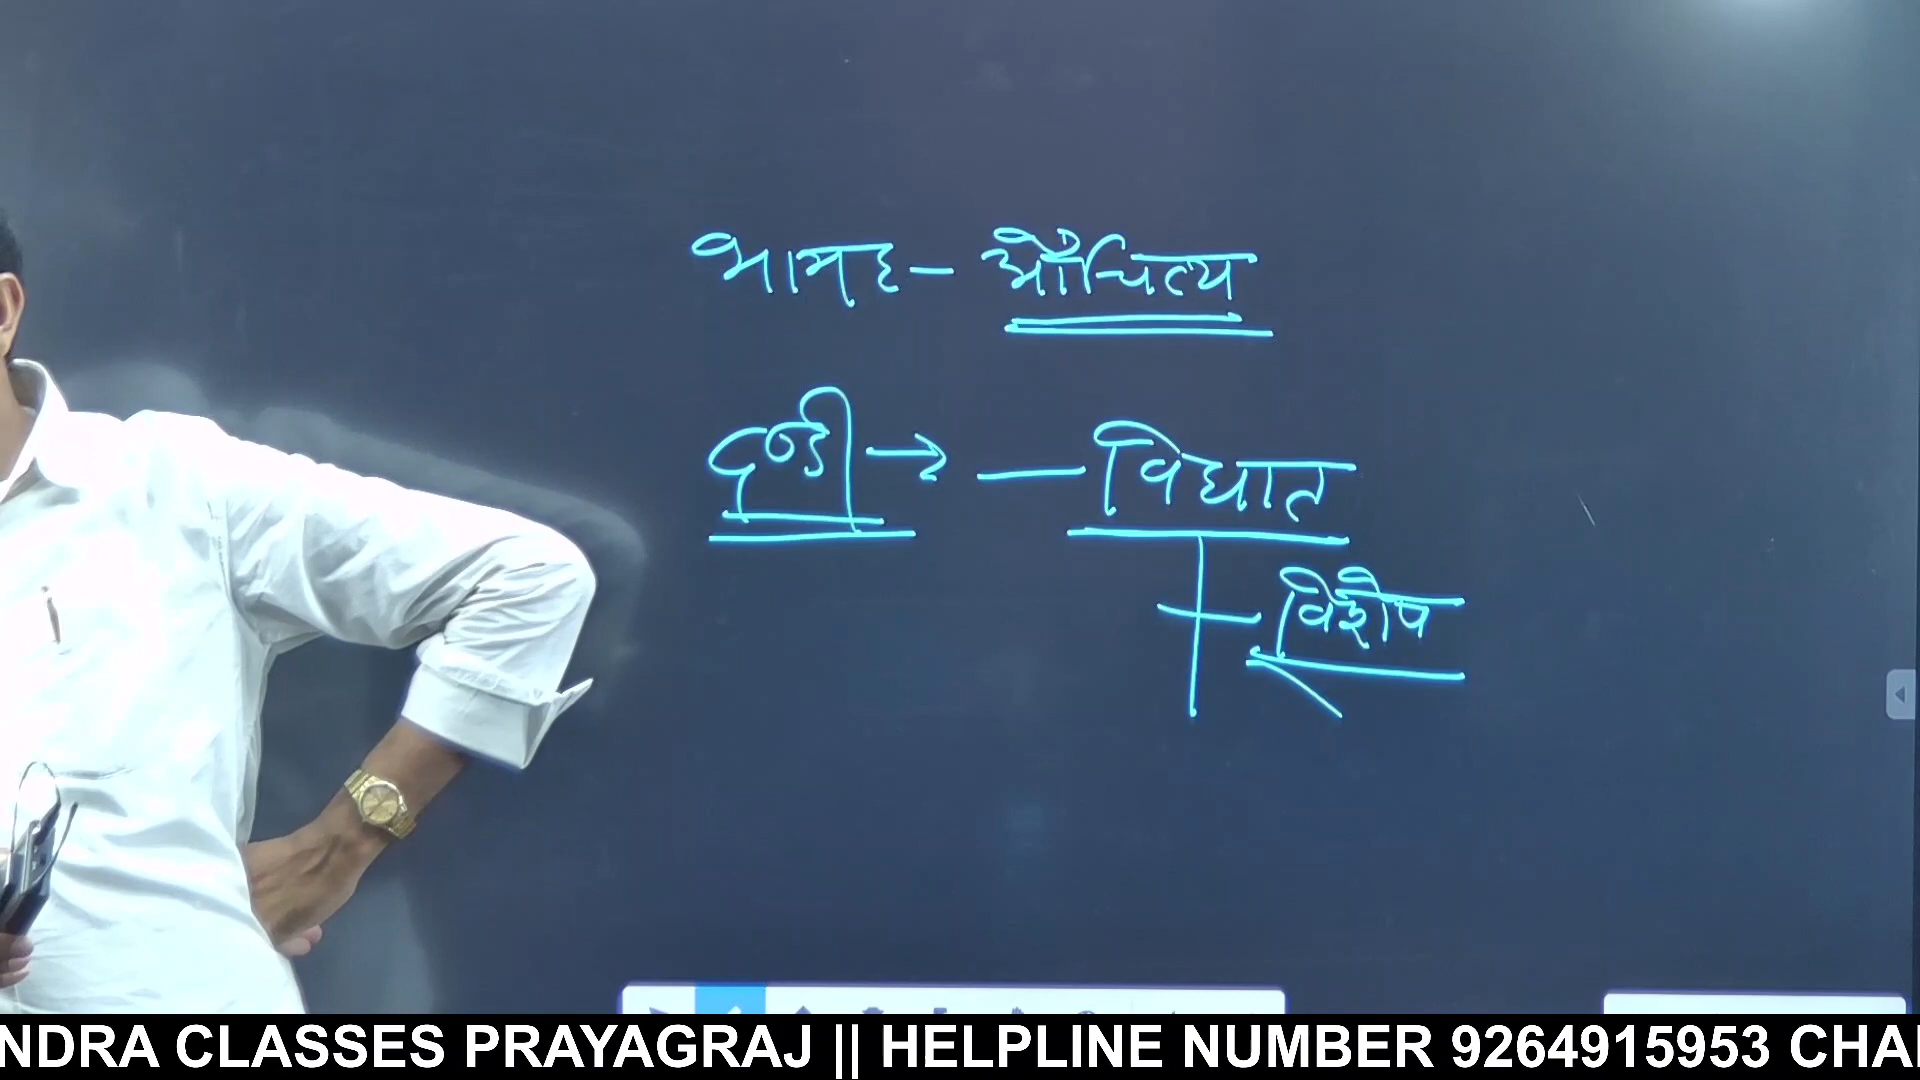 भामह – औचित्य
दण्डी → — विघात
विशेष
NDRA CLASSES PRAYAGRAJ || HELPLINE NUMBER 9264915953 CHA